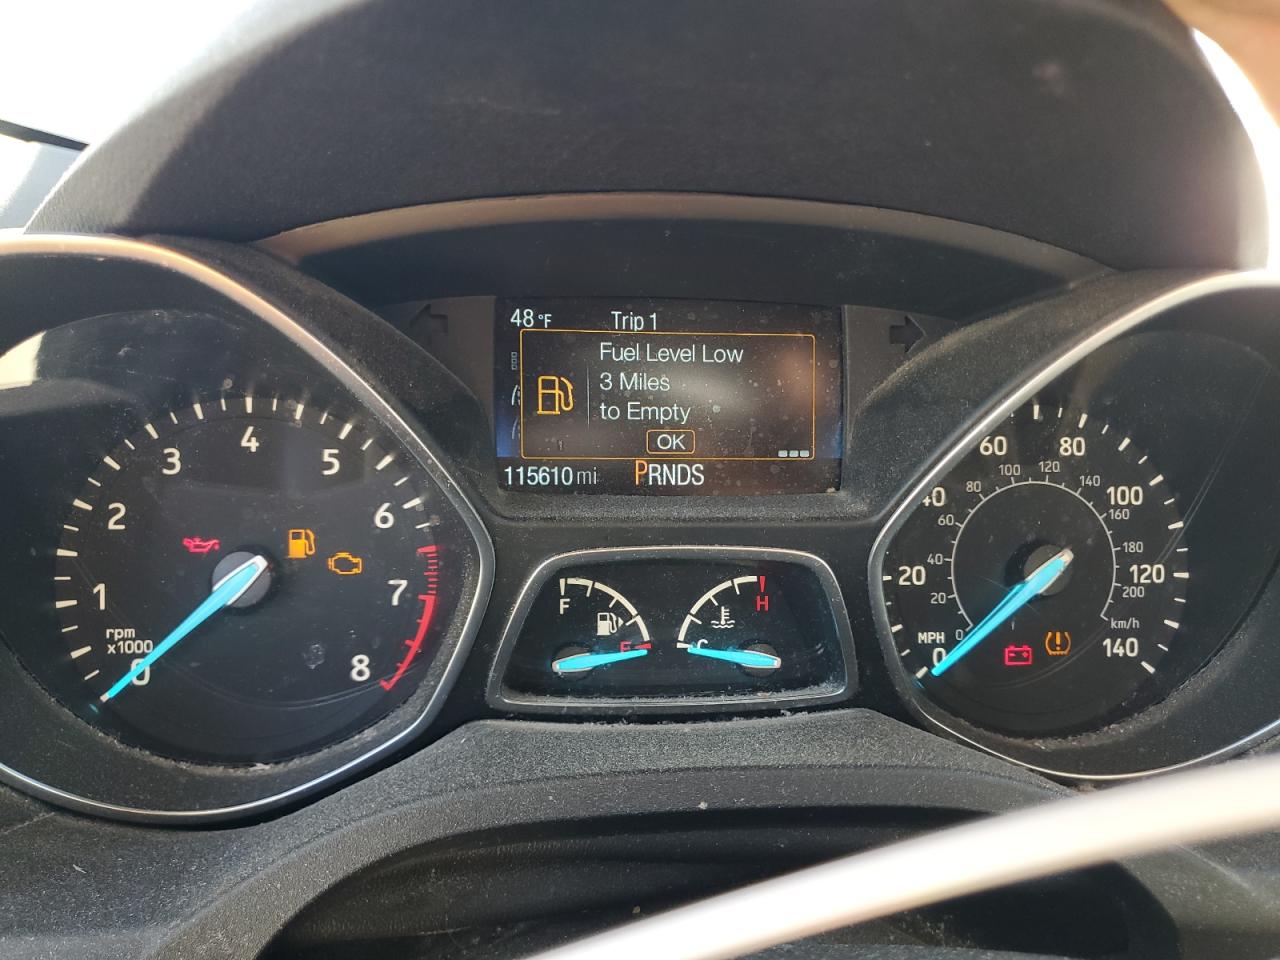 48°F Trip 1
Fuel Level Low
3 Miles
to Empty
OK
115610 mi PRNDS
0 1 2 3 4 5 6 7 8
rpm
x1000
F E
C H
0 20 40 60 80 100 120 140
MPH
0 20 40 60 80 100 120 140 160 180 200
km/h